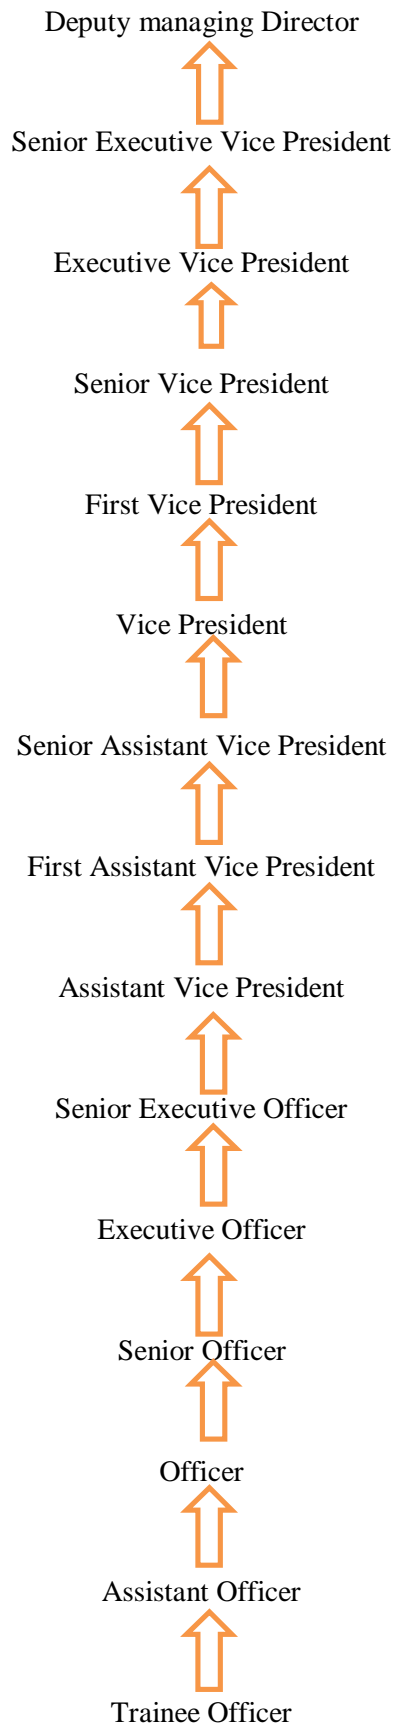 Deputy managing Director
Senior Executive Vice President
Executive Vice President
Senior Vice President
First Vice President
Vice President
Senior Assistant Vice President
First Assistant Vice President
Assistant Vice President
Senior Executive Officer
Executive Officer
Senior Officer
Officer
Assistant Officer
Trainee Officer